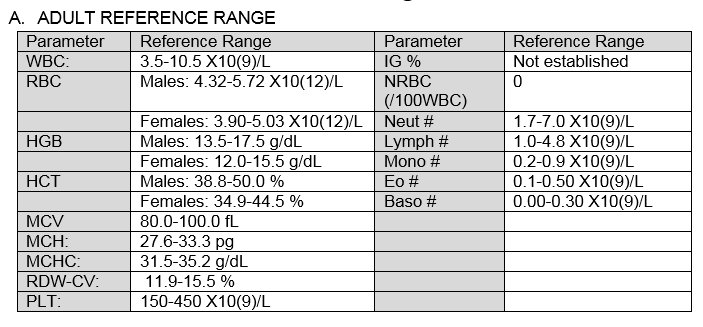 A. ADULT REFERENCE RANGE
Parameter Reference Range Parameter Reference Range
WBC: 3.5-10.5 X10(9)/L IG % Not established
RBC Males: 4.32-5.72 X10(12)/L NRBC 0
(/100WBC)
Females: 3.90-5.03 X10(12)/L Neut # 1.7-7.0 X10(9)/L
HGB Males: 13.5-17.5 g/dL Lymph # 1.0-4.8 X10(9)/L
Females: 12.0-15.5 g/dL Mono # 0.2-0.9 X10(9)/L
HCT Males: 38.8-50.0 % Eo # 0.1-0.50 X10(9)/L
Females: 34.9-44.5 % Baso # 0.00-0.30 X10(9)/L
MCV 80.0-100.0 fL
MCH: 27.6-33.3 pg
MCHC: 31.5-35.2 g/dL
RDW-CV: 11.9-15.5 %
PLT: 150-450 X10(9)/L